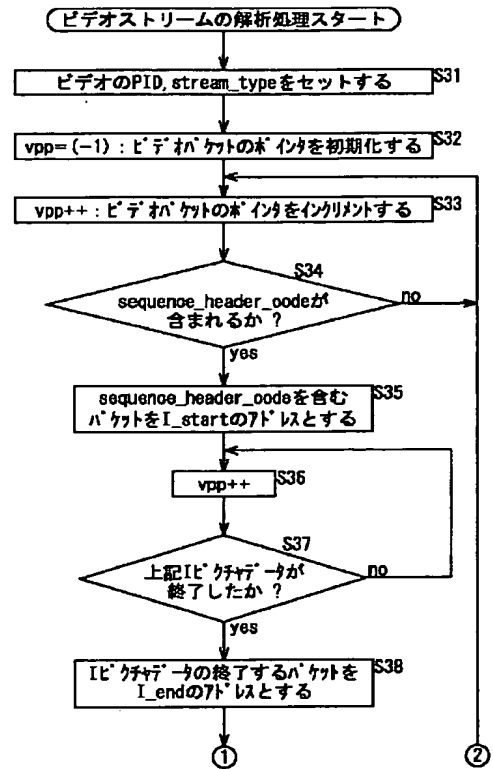 ビデオストリームの解析処理スタート
ビデオのPID,stream_typeをセットする
S31
vpp=(-1) : ビデオパケットのポインタを初期化する
S32
vpp++ : ビデオパケットのポインタをインクリメントする
S33
S34
sequence_header_codeが
含まれるか ?
no
yes
sequence_header_codeを含む
パケットをI_startのアドレスとする
S35
vpp++
S36
S37
上記Iピクチャデータが
終了したか ?
no
yes
Iピクチャデータの終了するパケットを
I_endのアドレスとする
S38
①
②